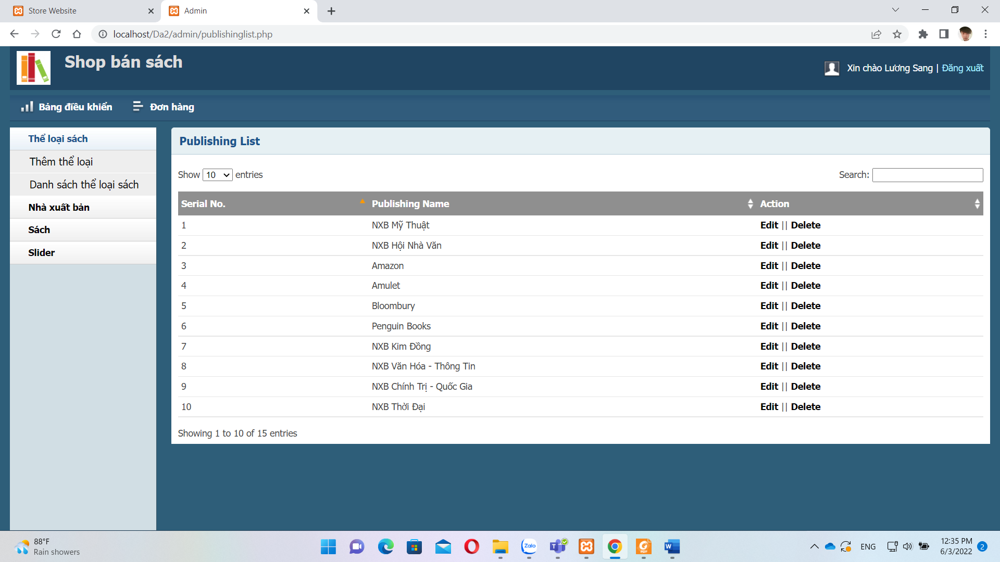 Store Website
Admin
localhost/Da2/admin/publishinglist.php
Shop bán sách
Xin chào Lương Sang | Đăng xuất
Bảng điều khiển
Đơn hàng
Thể loại sách
Thêm thể loại
Danh sách thể loại sách
Nhà xuất bản
Sách
Slider
Publishing List
Show 10 entries
Search:
Serial No. Publishing Name Action
1 NXB Mỹ Thuật Edit || Delete
2 NXB Hội Nhà Văn Edit || Delete
3 Amazon Edit || Delete
4 Amulet Edit || Delete
5 Bloombury Edit || Delete
6 Penguin Books Edit || Delete
7 NXB Kim Đồng Edit || Delete
8 NXB Văn Hóa - Thông Tin Edit || Delete
9 NXB Chính Trị - Quốc Gia Edit || Delete
10 NXB Thời Đại Edit || Delete
Showing 1 to 10 of 15 entries
88°F
Rain showers
Zalo
PDF
W
ENG
12:35 PM
6/3/2022
2